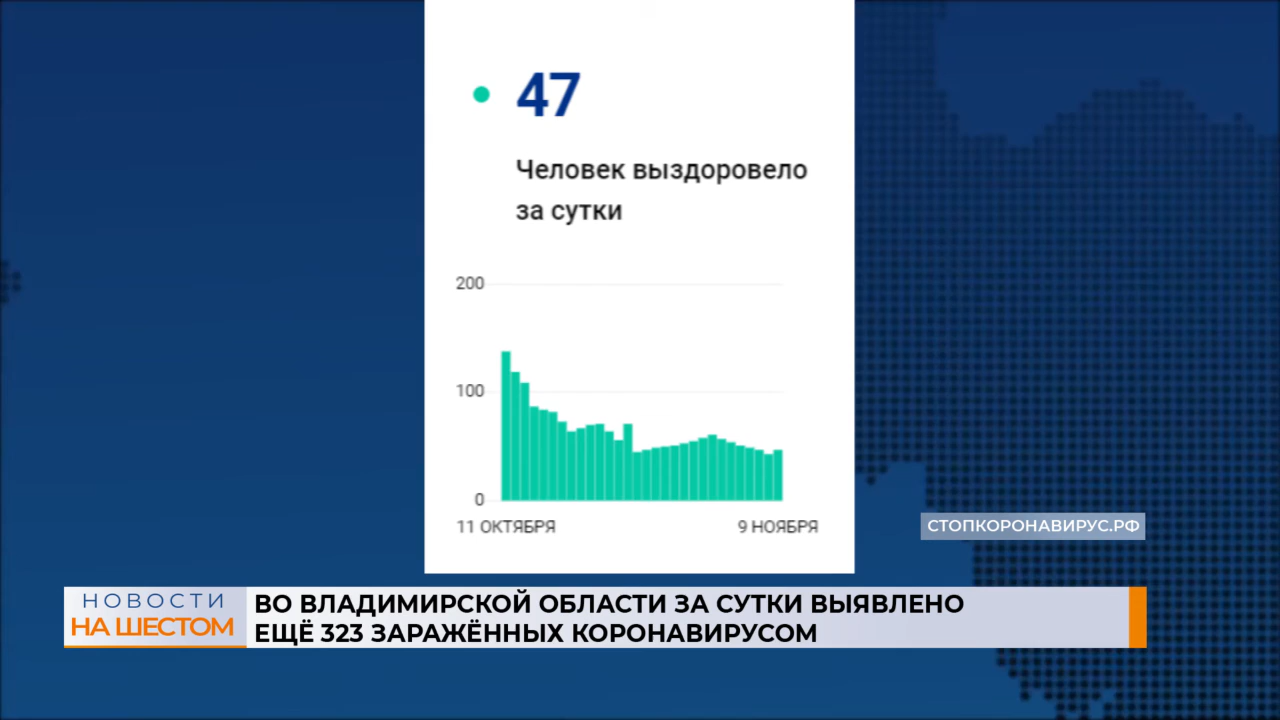 47
Человек выздоровело
за сутки
200
100
0
11 ОКТЯБРЯ
9 НОЯБРЯ
СТОПКОРОНАВИРУС.РФ
НОВОСТИ
НА ШЕСТОМ
ВО ВЛАДИМИРСКОЙ ОБЛАСТИ ЗА СУТКИ ВЫЯВЛЕНО
ЕЩЁ 323 ЗАРАЖЁННЫХ КОРОНАВИРУСОМ